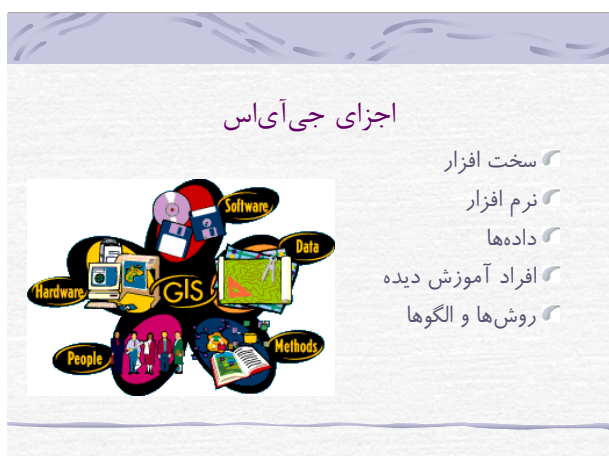 اجزای جی‌آی‌اس
سخت افزار
نرم افزار
داده‌ها
افراد آموزش دیده
روش‌ها و الگوها
Software
Data
Hardware
GIS
Methods
People